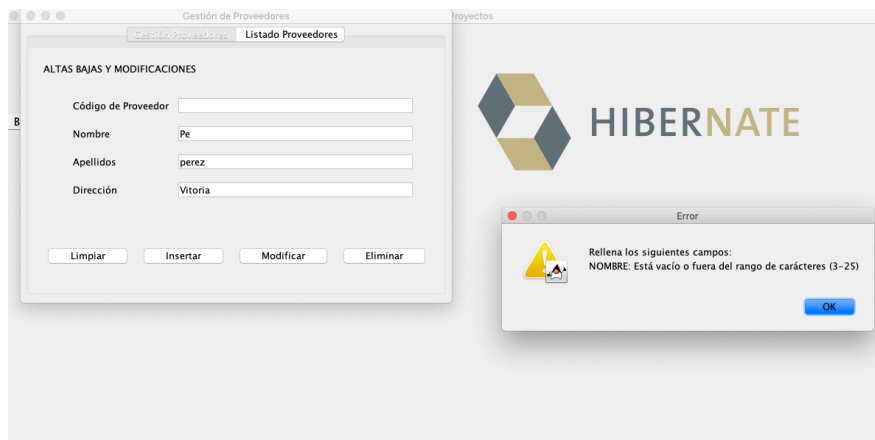 Gestión de Proveedores
Proyectos
Gestión Proveedores
Listado Proveedores
ALTAS BAJAS Y MODIFICACIONES
Código de Proveedor
B
Nombre
Pe
Apellidos
perez
Dirección
Vitoria
Limpiar
Insertar
Modificar
Eliminar
HIBERNATE
Error
Rellena los siguientes campos:
NOMBRE: Está vacío o fuera del rango de carácteres (3-25)
OK